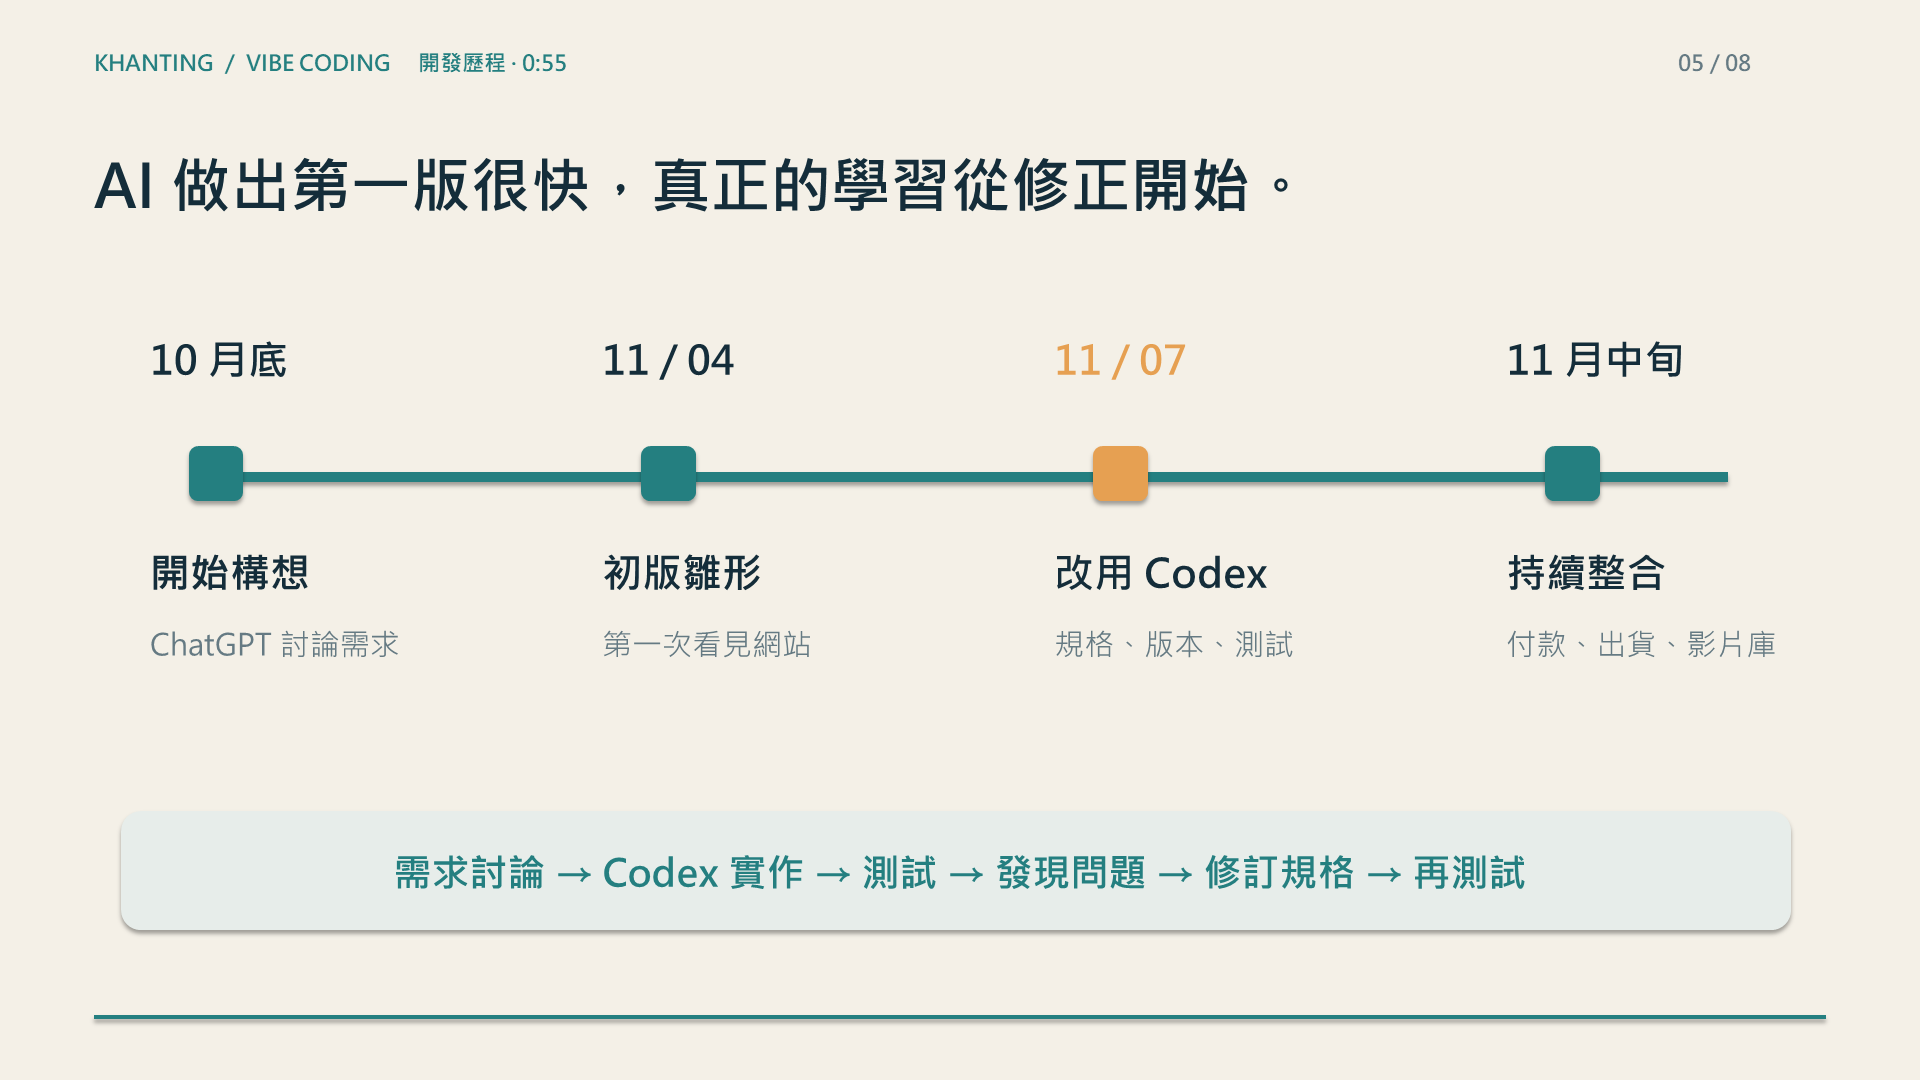 KHANTING / VIBE CODING 開發歷程 · 0:55
05 / 08
AI 做出第一版很快，真正的學習從修正開始。
10 月底
11 / 04
11 / 07
11 月中旬
開始構想
初版雛形
改用 Codex
持續整合
ChatGPT 討論需求
第一次看見網站
規格、版本、測試
付款、出貨、影片庫
需求討論 → Codex 實作 → 測試 → 發現問題 → 修訂規格 → 再測試